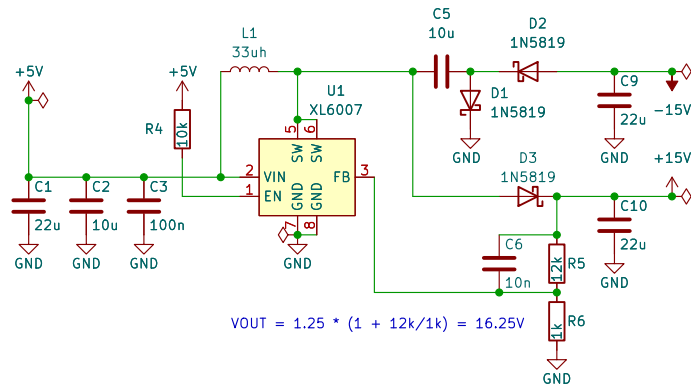 C5
10u
D2
1N5819
L1
33uh
+5V
+5V
U1
XL6007
R4
10k
D1
1N5819
GND
C9
22u
GND
-15V
5
6
SW
SW
2
VIN
1
EN
FB
3
GND
GND
7
8
GND
C1
22u
GND
C2
10u
GND
C3
100n
GND
D3
1N5819
+15V
C10
22u
GND
C6
10n
R5
12k
R6
1k
GND
VOUT = 1.25 * (1 + 12k/1k) = 16.25V